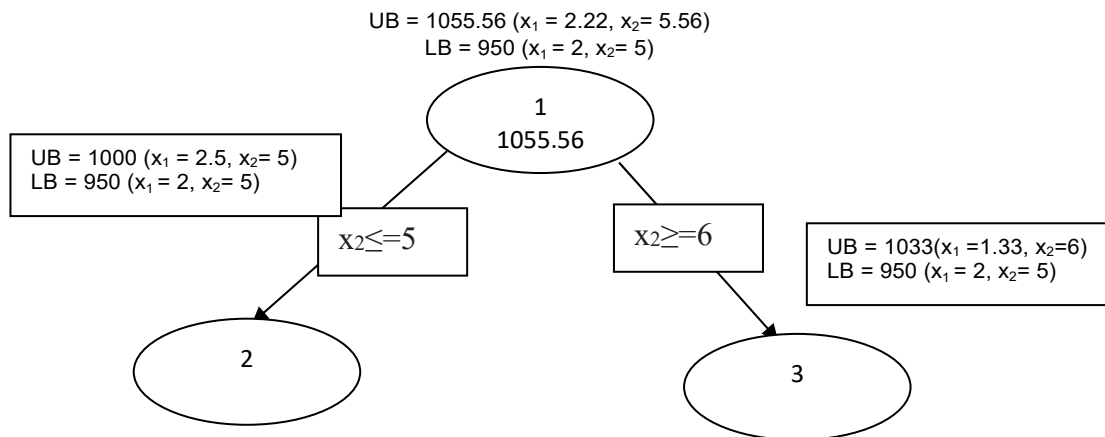 UB = 1055.56 (x₁ = 2.22, x₂= 5.56)
LB = 950 (x₁ = 2, x₂= 5)
1
1055.56
UB = 1000 (x₁ = 2.5, x₂= 5)
LB = 950 (x₁ = 2, x₂= 5)
x₂≤=5
x₂≥=6
UB = 1033(x₁ =1.33, x₂=6)
LB = 950 (x₁ = 2, x₂= 5)
2
3